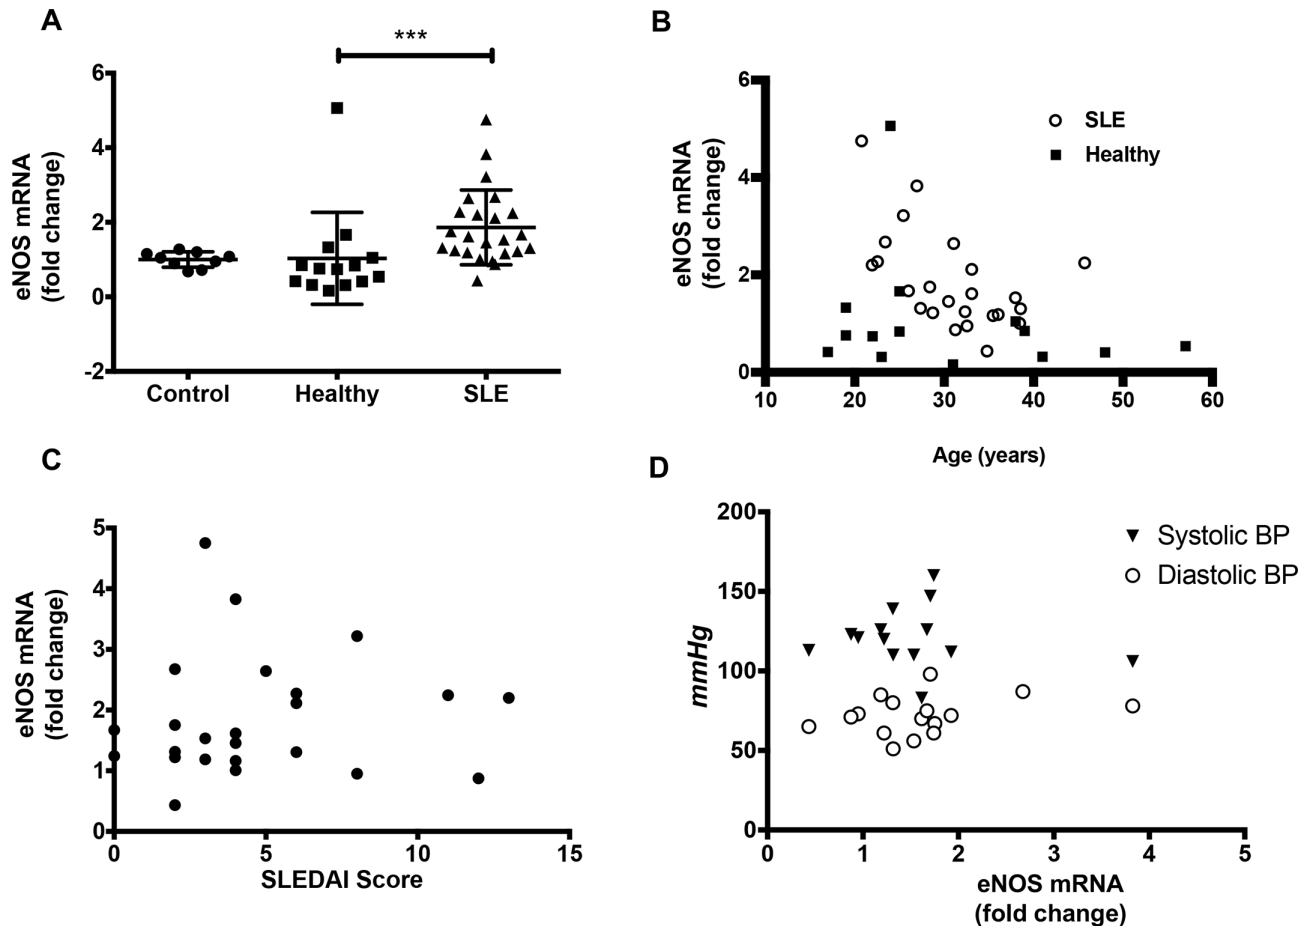 A
***
6
4
2
0
-2
eNOS mRNA
(fold change)
Control
Healthy
SLE
B
6
4
2
0
eNOS mRNA
(fold change)
SLE
Healthy
10
20
30
40
50
60
Age (years)
C
5
4
3
2
1
0
eNOS mRNA
(fold change)
0
5
10
15
SLEDAI Score
D
200
150
100
50
0
mmHg
Systolic BP
Diastolic BP
0
1
2
3
4
5
eNOS mRNA
(fold change)